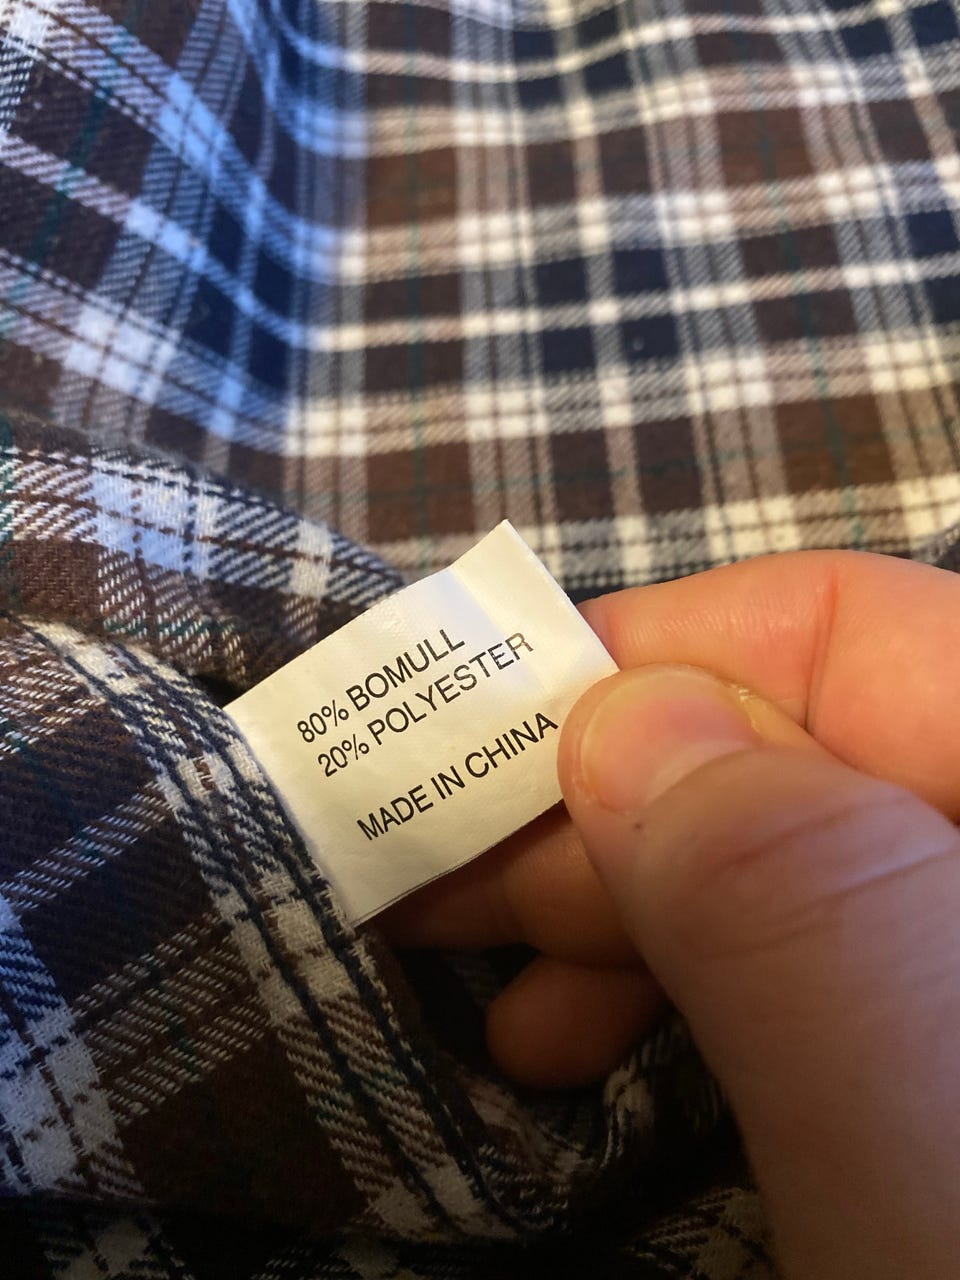 80% BOMULL
20% POLYESTER
MADE IN CHINA